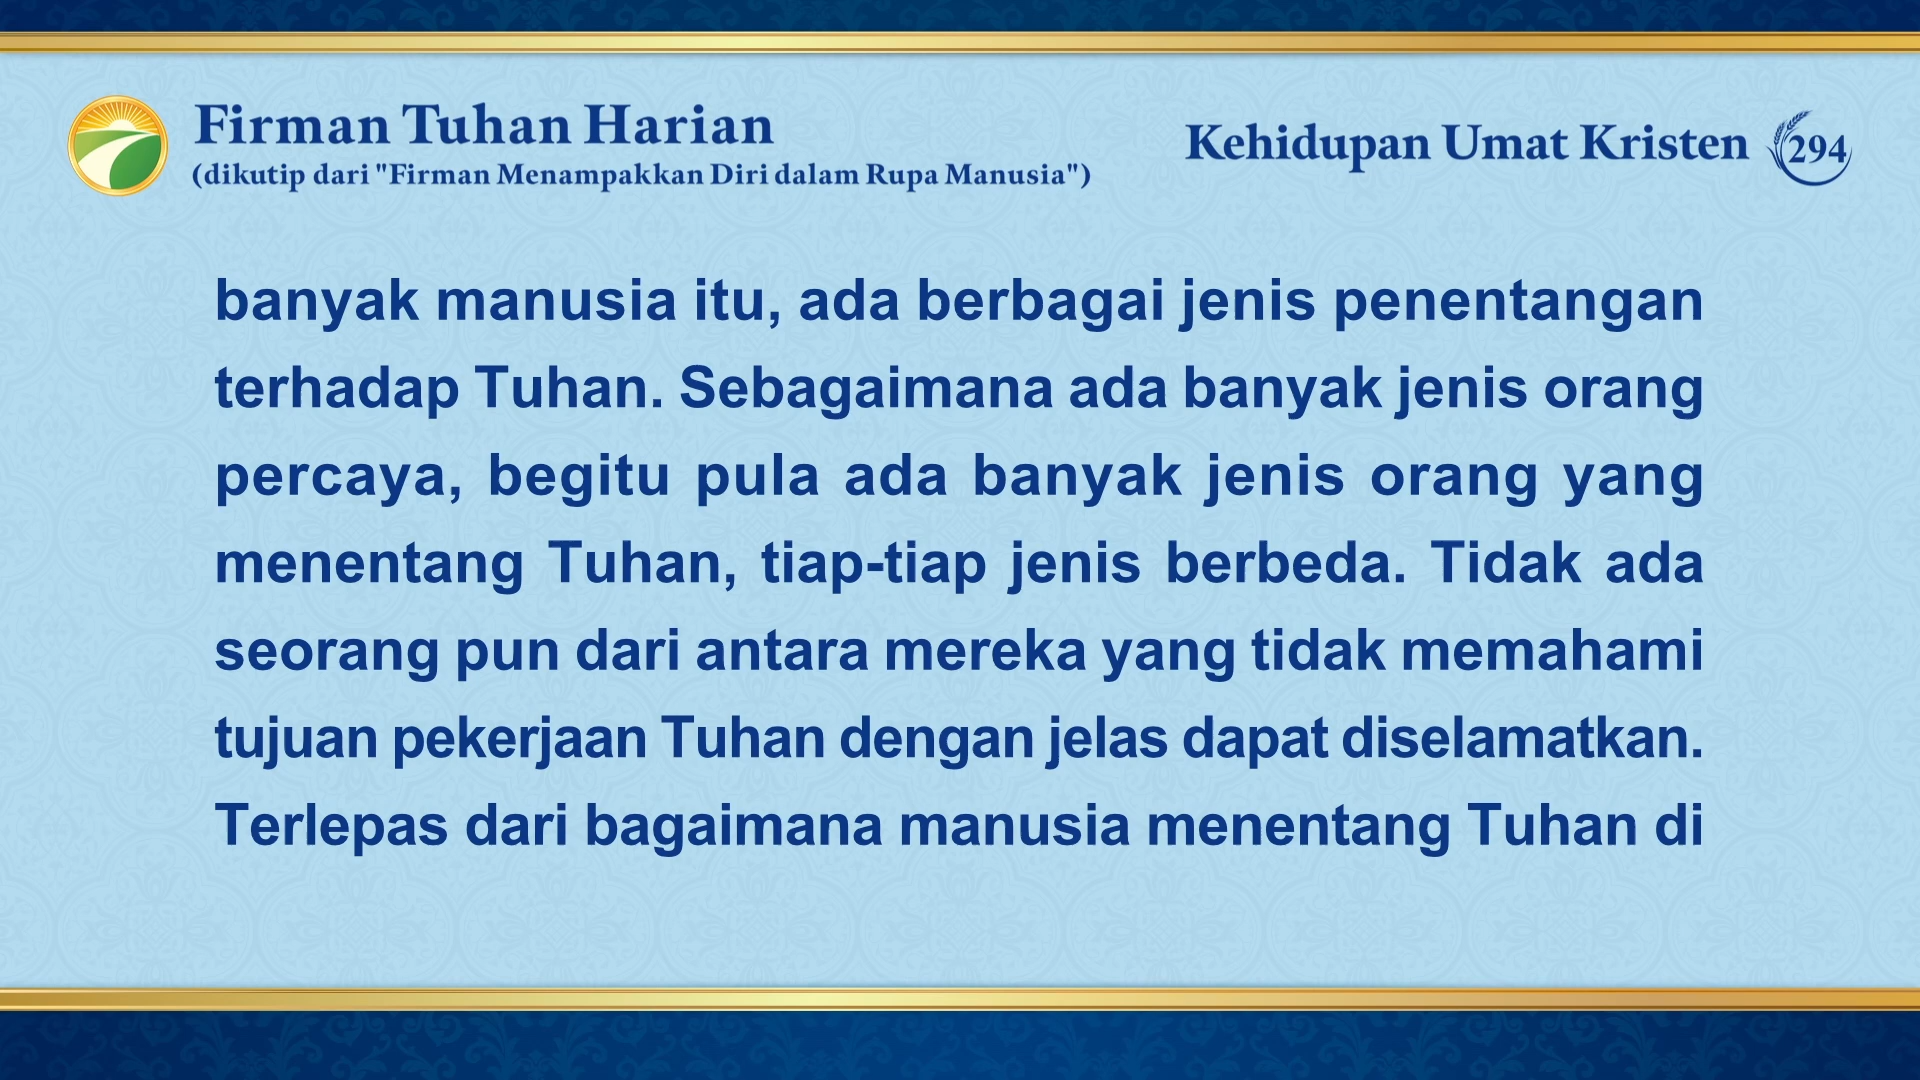 Firman Tuhan Harian
(dikutip dari "Firman Menampakkan Diri dalam Rupa Manusia")
Kehidupan Umat Kristen 294
banyak manusia itu, ada berbagai jenis penentangan
terhadap Tuhan. Sebagaimana ada banyak jenis orang
percaya, begitu pula ada banyak jenis orang yang
menentang Tuhan, tiap-tiap jenis berbeda. Tidak ada
seorang pun dari antara mereka yang tidak memahami
tujuan pekerjaan Tuhan dengan jelas dapat diselamatkan.
Terlepas dari bagaimana manusia menentang Tuhan di